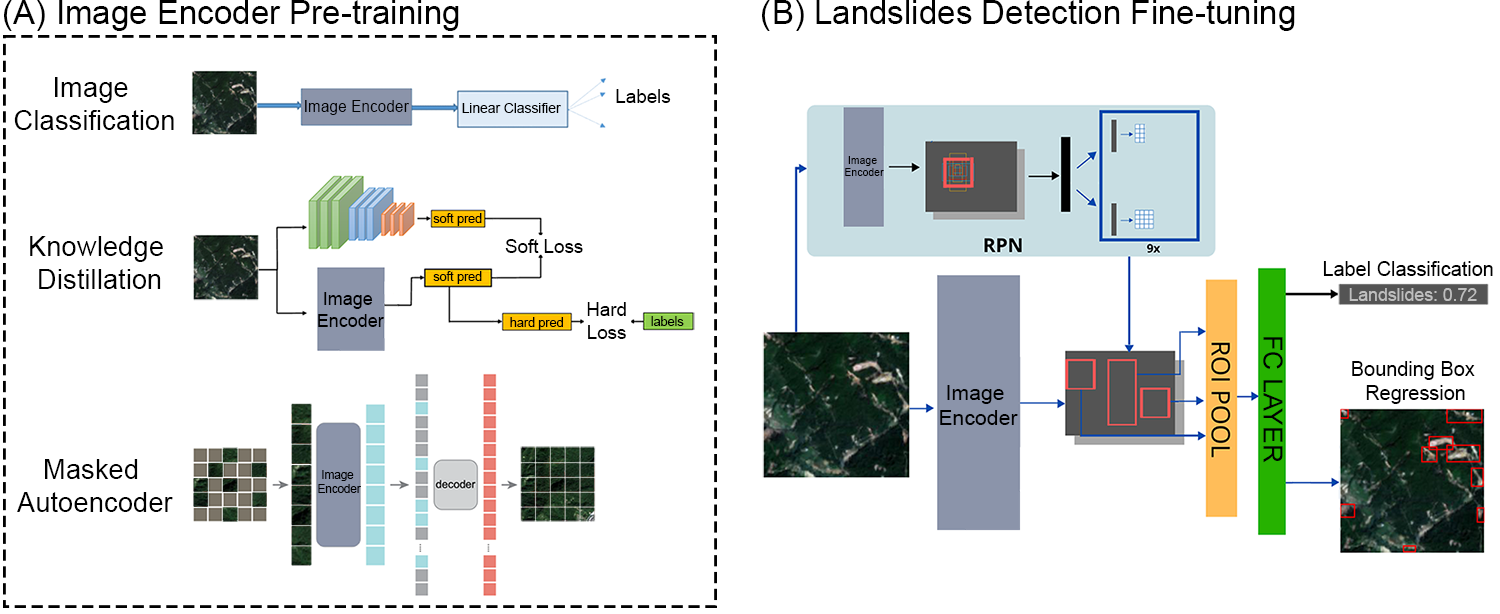 (A) Image Encoder Pre-training
Image
Classification
Image Encoder
Linear Classifier
Labels
Knowledge
Distillation
soft pred
Soft Loss
Image
Encoder
soft pred
hard pred
Hard
Loss
labels
Masked
Autoencoder
Image
Encoder
decoder
(B) Landslides Detection Fine-tuning
Image
Encoder
RPN
9x
Image
Encoder
ROI POOL
FC LAYER
Label Classification
Landslides: 0.72
Bounding Box
Regression